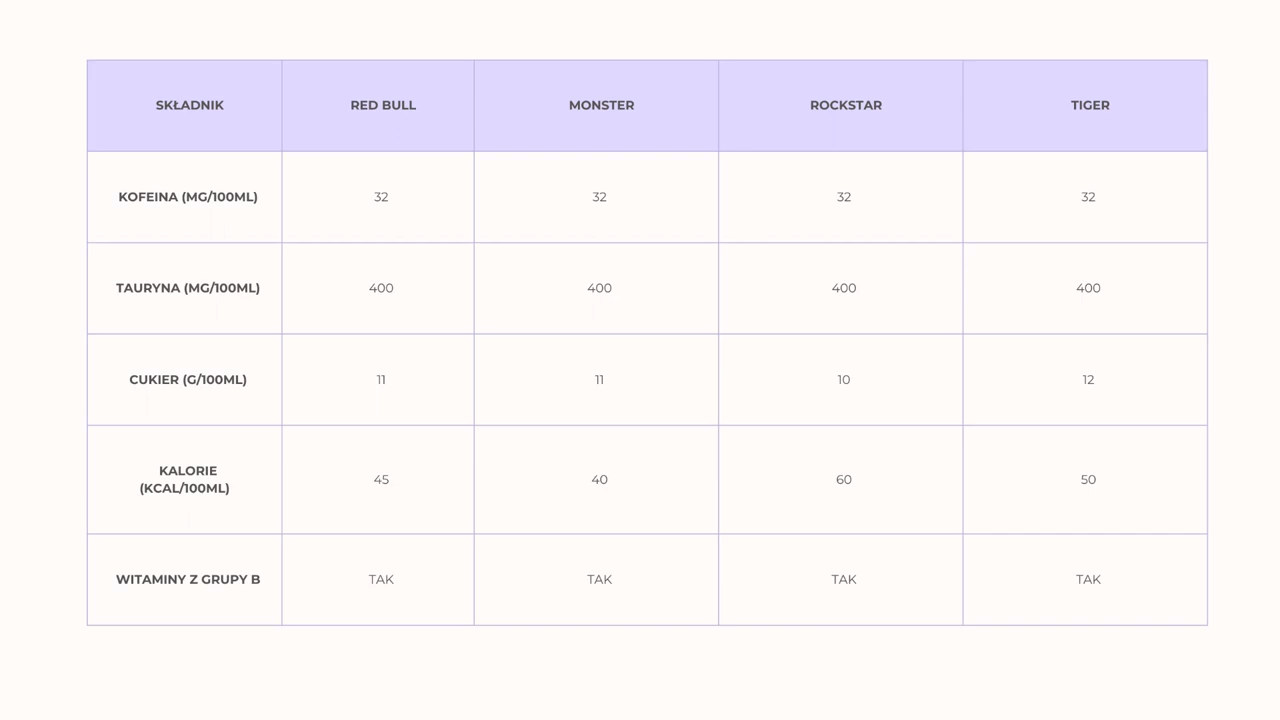 SKŁADNIK RED BULL MONSTER ROCKSTAR TIGER
KOFEINA (MG/100ML) 32 32 32 32
TAURYNA (MG/100ML) 400 400 400 400
CUKIER (G/100ML) 11 11 10 12
KALORIE
(KCAL/100ML) 45 40 60 50
WITAMINY Z GRUPY B TAK TAK TAK TAK